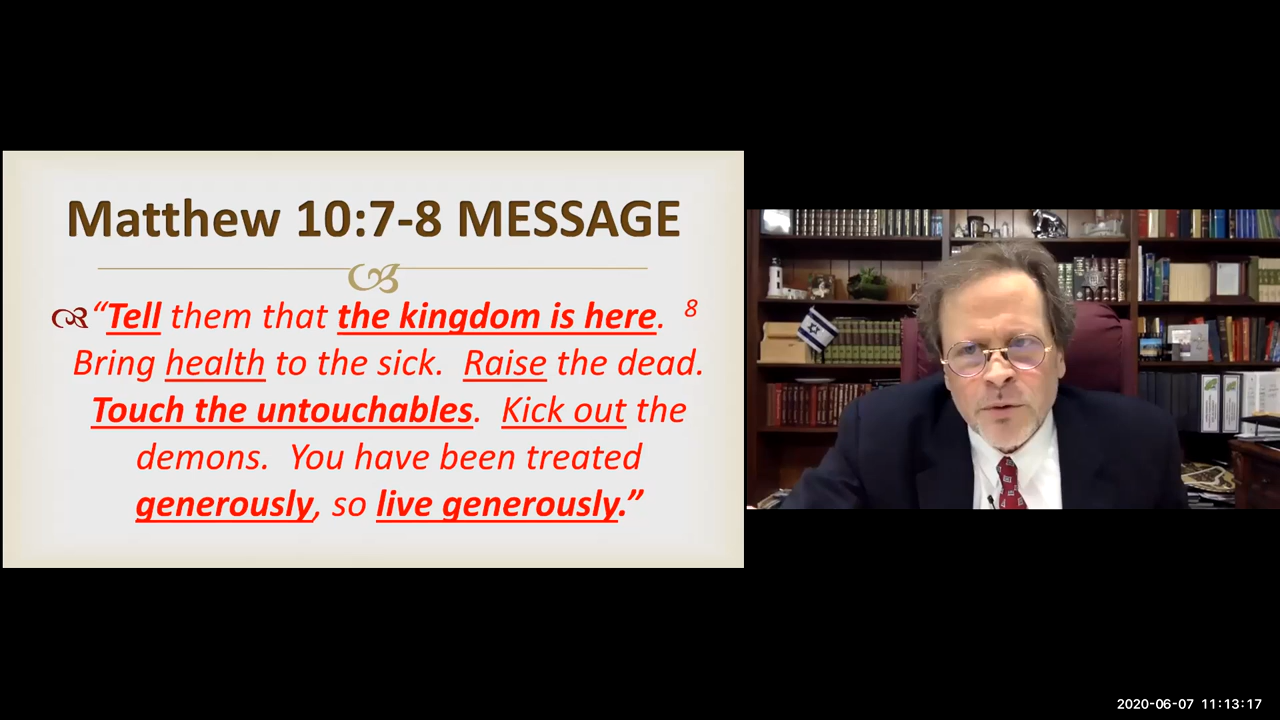 Matthew 10:7-8 MESSAGE
“Tell them that the kingdom is here. 8
Bring health to the sick. Raise the dead.
Touch the untouchables. Kick out the
demons. You have been treated
generously, so live generously.”
2020-06-07 11:13:17